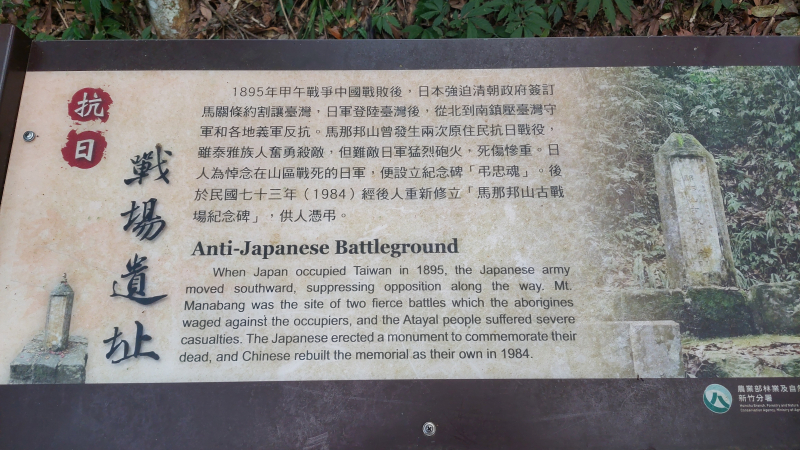 抗
日
戰
場
遺
址
1895年甲午戰爭中國戰敗後，日本強迫清朝政府簽訂
馬關條約割讓臺灣，日軍登陸臺灣後，從北到南鎮壓臺灣守
軍和各地義軍反抗。馬那邦山曾發生兩次原住民抗日戰役，
雖泰雅族人奮勇殺敵，但難敵日軍猛烈砲火，死傷慘重。日
人為悼念在山區戰死的日軍，便設立紀念碑「弔忠魂」。後
於民國七十三年（1984）經後人重新修立「馬那邦山古戰
場紀念碑」，供人憑弔。
Anti-Japanese Battleground
When Japan occupied Taiwan in 1895, the Japanese army
moved southward, suppressing opposition along the way. Mt.
Manabang was the site of two fierce battles which the aborigines
waged against the occupiers, and the Atayal people suffered severe
casualties. The Japanese erected a monument to commemorate their
dead, and Chinese rebuilt the memorial as their own in 1984.
農業部林業及自然
新竹分署